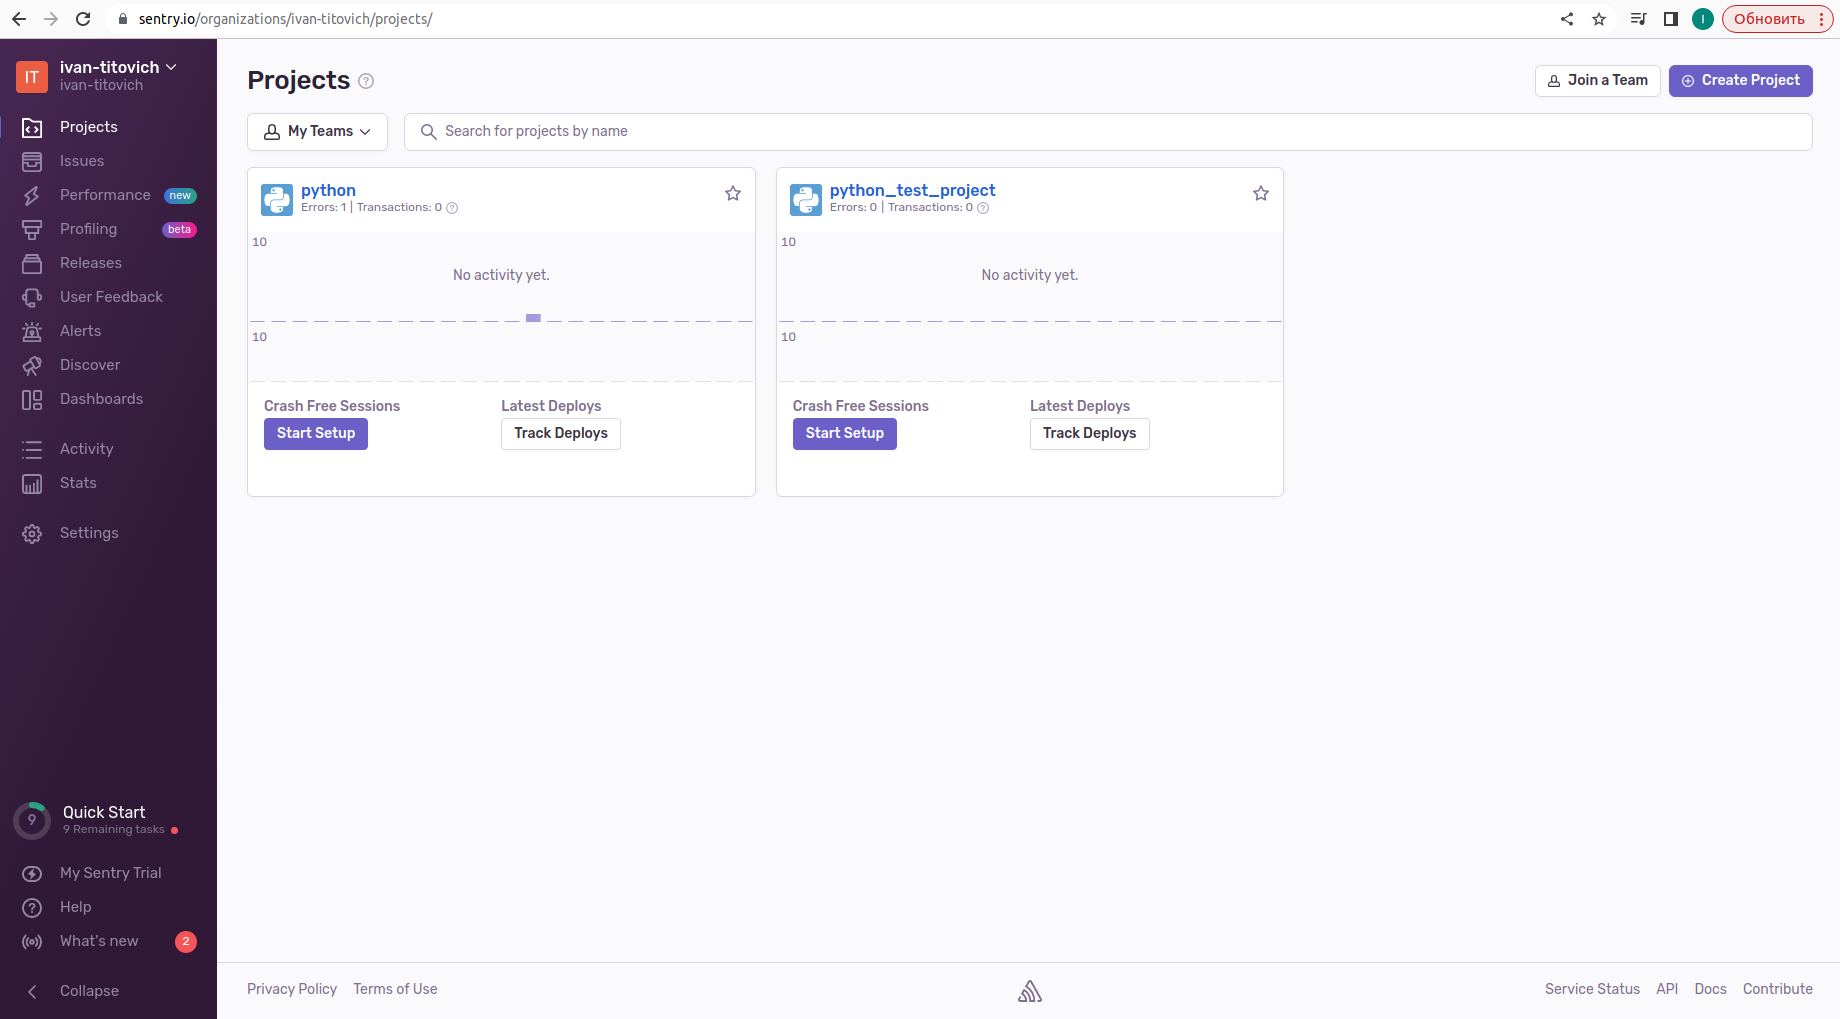 sentry.io/organizations/ivan-titovich/projects/
I
Обновить
IT
ivan-titovich
ivan-titovich
Projects
Issues
Performance new
Profiling beta
Releases
User Feedback
Alerts
Discover
Dashboards
Activity
Stats
Settings
9
Quick Start
9 Remaining tasks
My Sentry Trial
Help
What's new 2
Collapse
Projects ?
Join a Team
Create Project
My Teams
Search for projects by name
python
Errors: 1 | Transactions: 0 ?
10
No activity yet.
10
Crash Free Sessions
Start Setup
Latest Deploys
Track Deploys
python_test_project
Errors: 0 | Transactions: 0 ?
10
No activity yet.
10
Crash Free Sessions
Start Setup
Latest Deploys
Track Deploys
Privacy Policy Terms of Use
Service Status API Docs Contribute